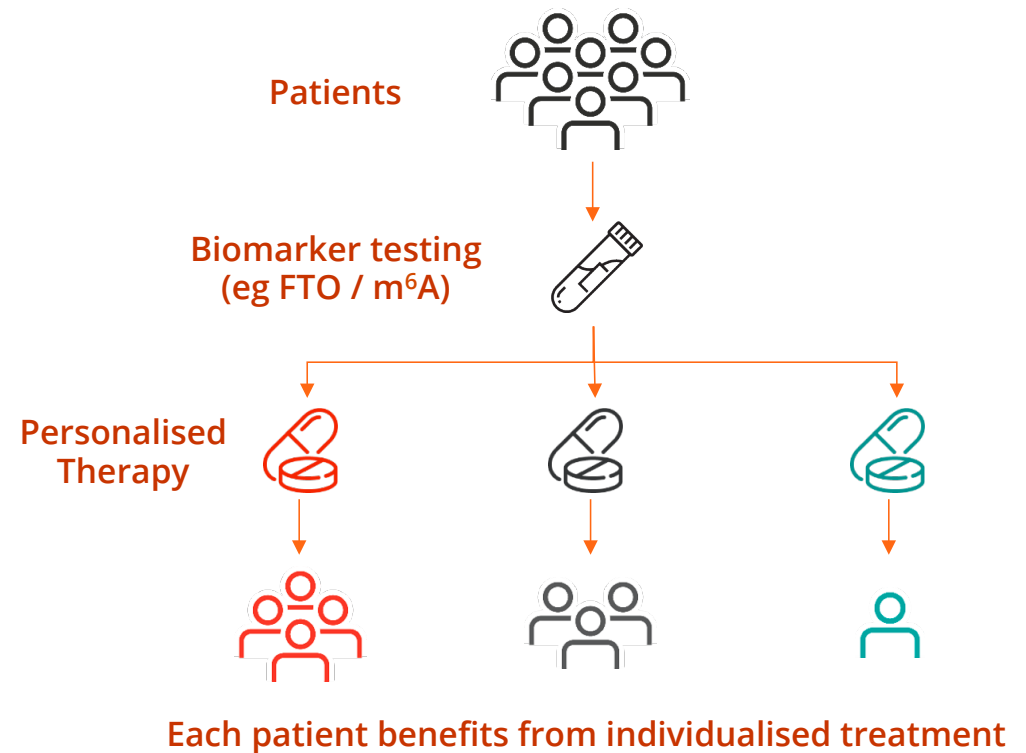 Patients
Biomarker testing
(eg FTO / m⁶A)
Personalised
Therapy
Each patient benefits from individualised treatment